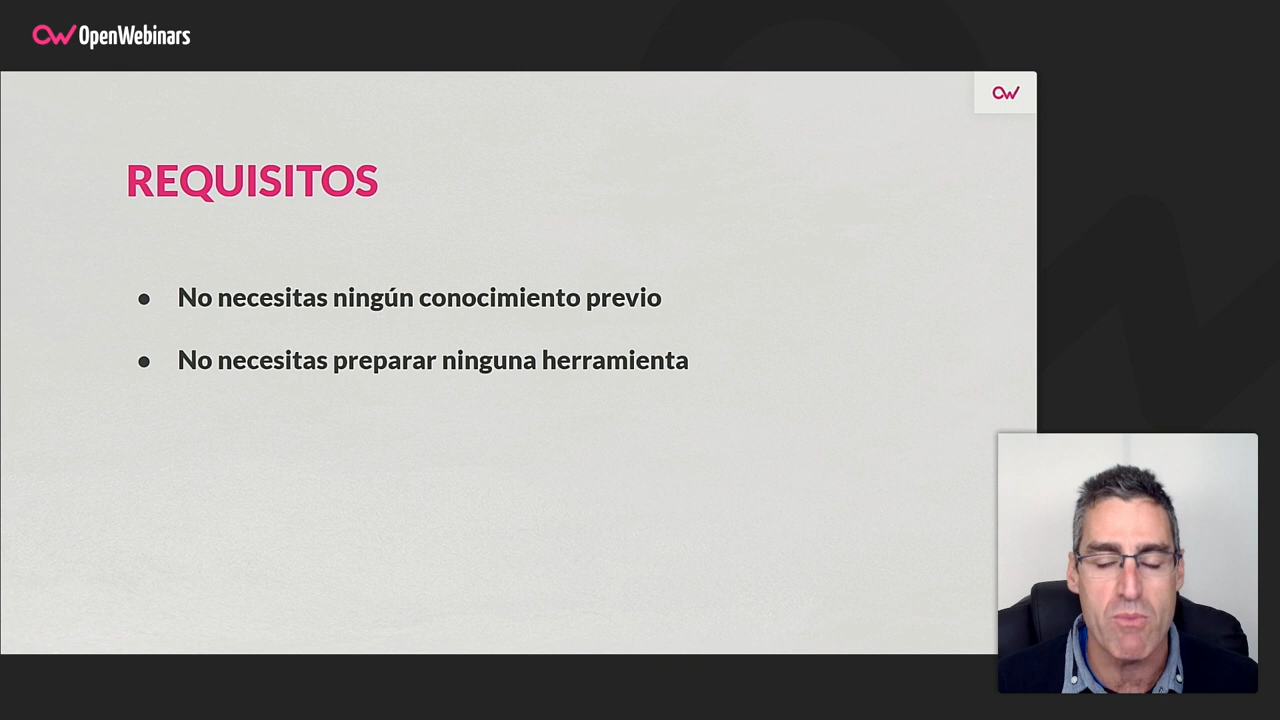 OpenWebinars
REQUISITOS
● No necesitas ningún conocimiento previo
● No necesitas preparar ninguna herramienta